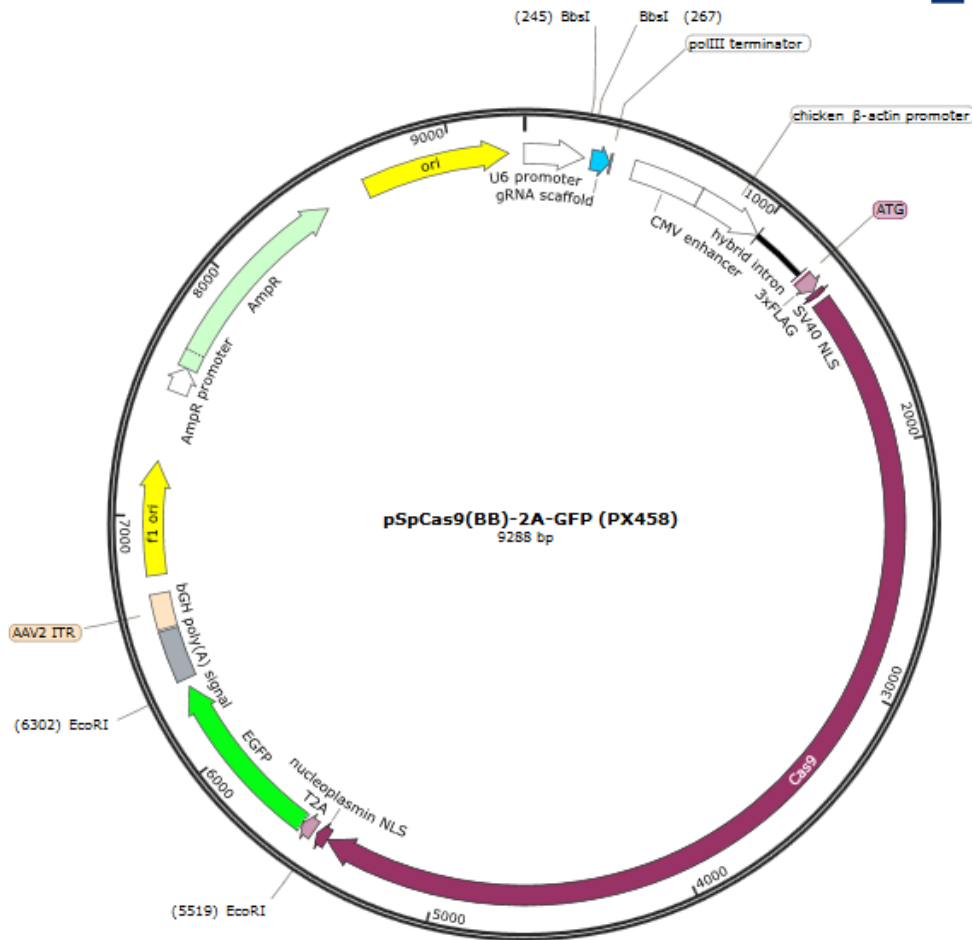 (245) BbsI
BbsI (267)
polIII terminator
chicken β-actin promoter
9000
ori
U6 promoter
gRNA scaffold
1000
ATG
CMV enhancer
hybrid intron
3xFLAG
SV40 NLS
8000
AmpR
AmpR promoter
2000
pSpCas9(BB)-2A-GFP (PX458)
9288 bp
7000
f1 ori
AAV2 ITR
bGH poly(A) signal
3000
(6302) EcoRI
EGFP
6000
T2A
nucleoplasmin NLS
Cas9
4000
5000
(5519) EcoRI